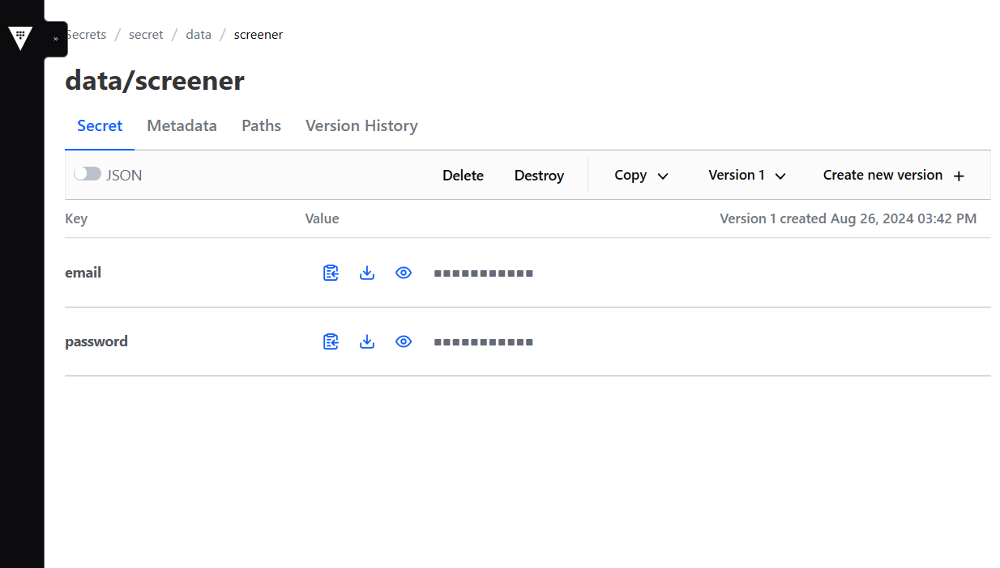 Secrets / secret / data / screener
»
data/screener
Secret Metadata Paths Version History
JSON Delete Destroy Copy Version 1 Create new version +
Key Value Version 1 created Aug 26, 2024 03:42 PM
email ■■■■■■■■■■■
password ■■■■■■■■■■■